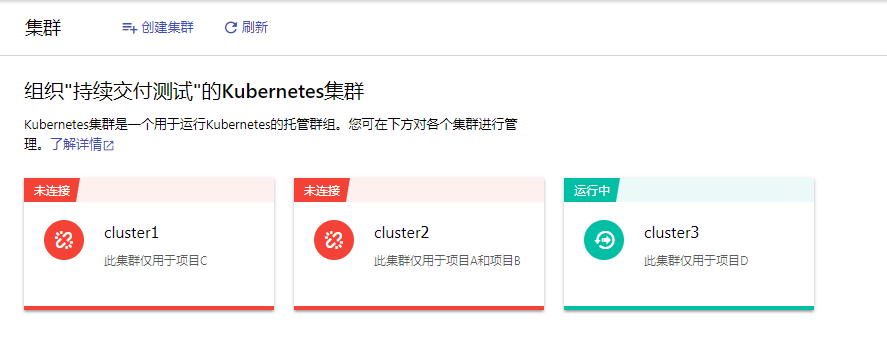 集群 创建集群 刷新
组织"持续交付测试"的Kubernetes集群
Kubernetes集群是一个用于运行Kubernetes的托管群组。您可在下方对各个集群进行管
理。了解详情
未连接
cluster1
此集群仅用于项目C
未连接
cluster2
此集群仅用于项目A和项目B
运行中
cluster3
此集群仅用于项目D